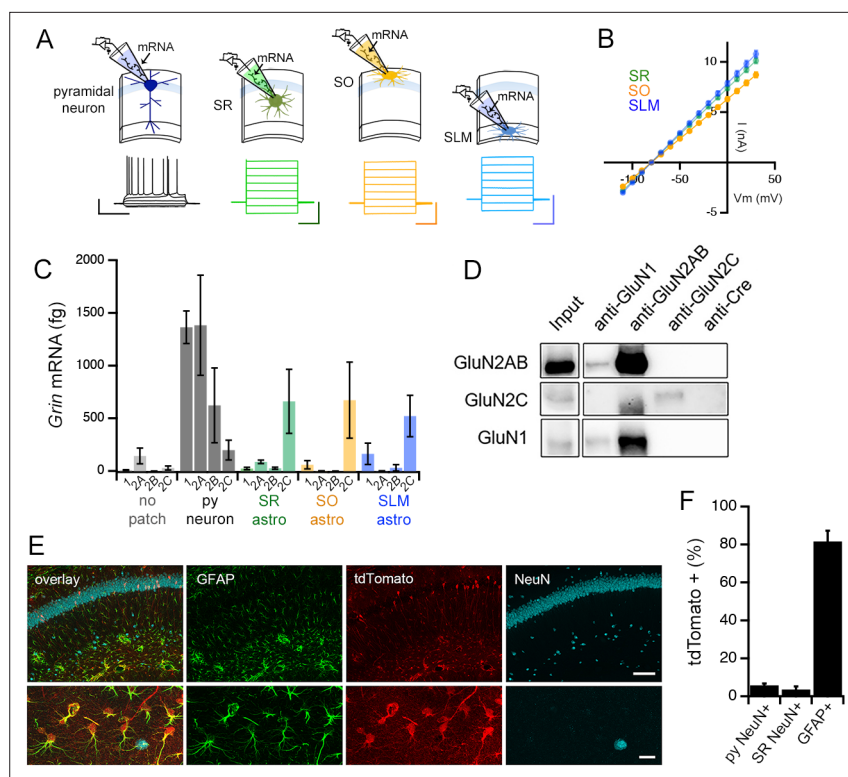 A
mRNA
mRNA
mRNA
mRNA
pyramidal
neuron
SR
SO
SLM
B
SR
SO
SLM
10
5
-100
-50
-5
I (nA)
Vm (mV)
C
Grin mRNA (fg)
2000
1500
1000
500
0
1 2A 2B 2C 1 2A 2B 2C 1 2A 2B 2C 1 2A 2B 2C 1 2A 2B 2C
no
patch
py
neuron
SR
astro
SO
astro
SLM
astro
D
Input
anti-GluN1
anti-GluN2AB
anti-GluN2C
anti-Cre
GluN2AB
GluN2C
GluN1
E
overlay
GFAP
tdTomato
NeuN
F
tdTomato + (%)
100
80
60
40
20
0
py NeuN+
SR NeuN+
GFAP+